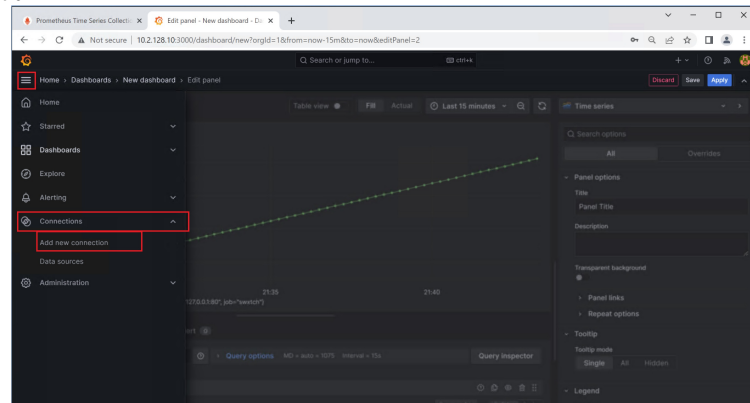 Prometheus Time Series Collectio
Edit panel - New dashboard - Da
Not secure 10.2.128.10:3000/dashboard/new?orgId=1&from=now-15m&to=now&editPanel=2
Search or jump to... ctrl+k
Home › Dashboards › New dashboard › Edit panel
Discard Save Apply
Home
Starred
Dashboards
Explore
Alerting
Connections
Add new connection
Data sources
Administration
Table view Fill Actual Last 15 minutes
21:35 21:40
127.0.0.1:80", job="swxtch"}
ert 0
Query options MD = auto = 1075 Interval = 15s Query inspector
Time series
Search options
All Overrides
Panel options
Title
Panel Title
Description
Transparent background
Panel links
Repeat options
Tooltip
Tooltip mode
Single All Hidden
Legend